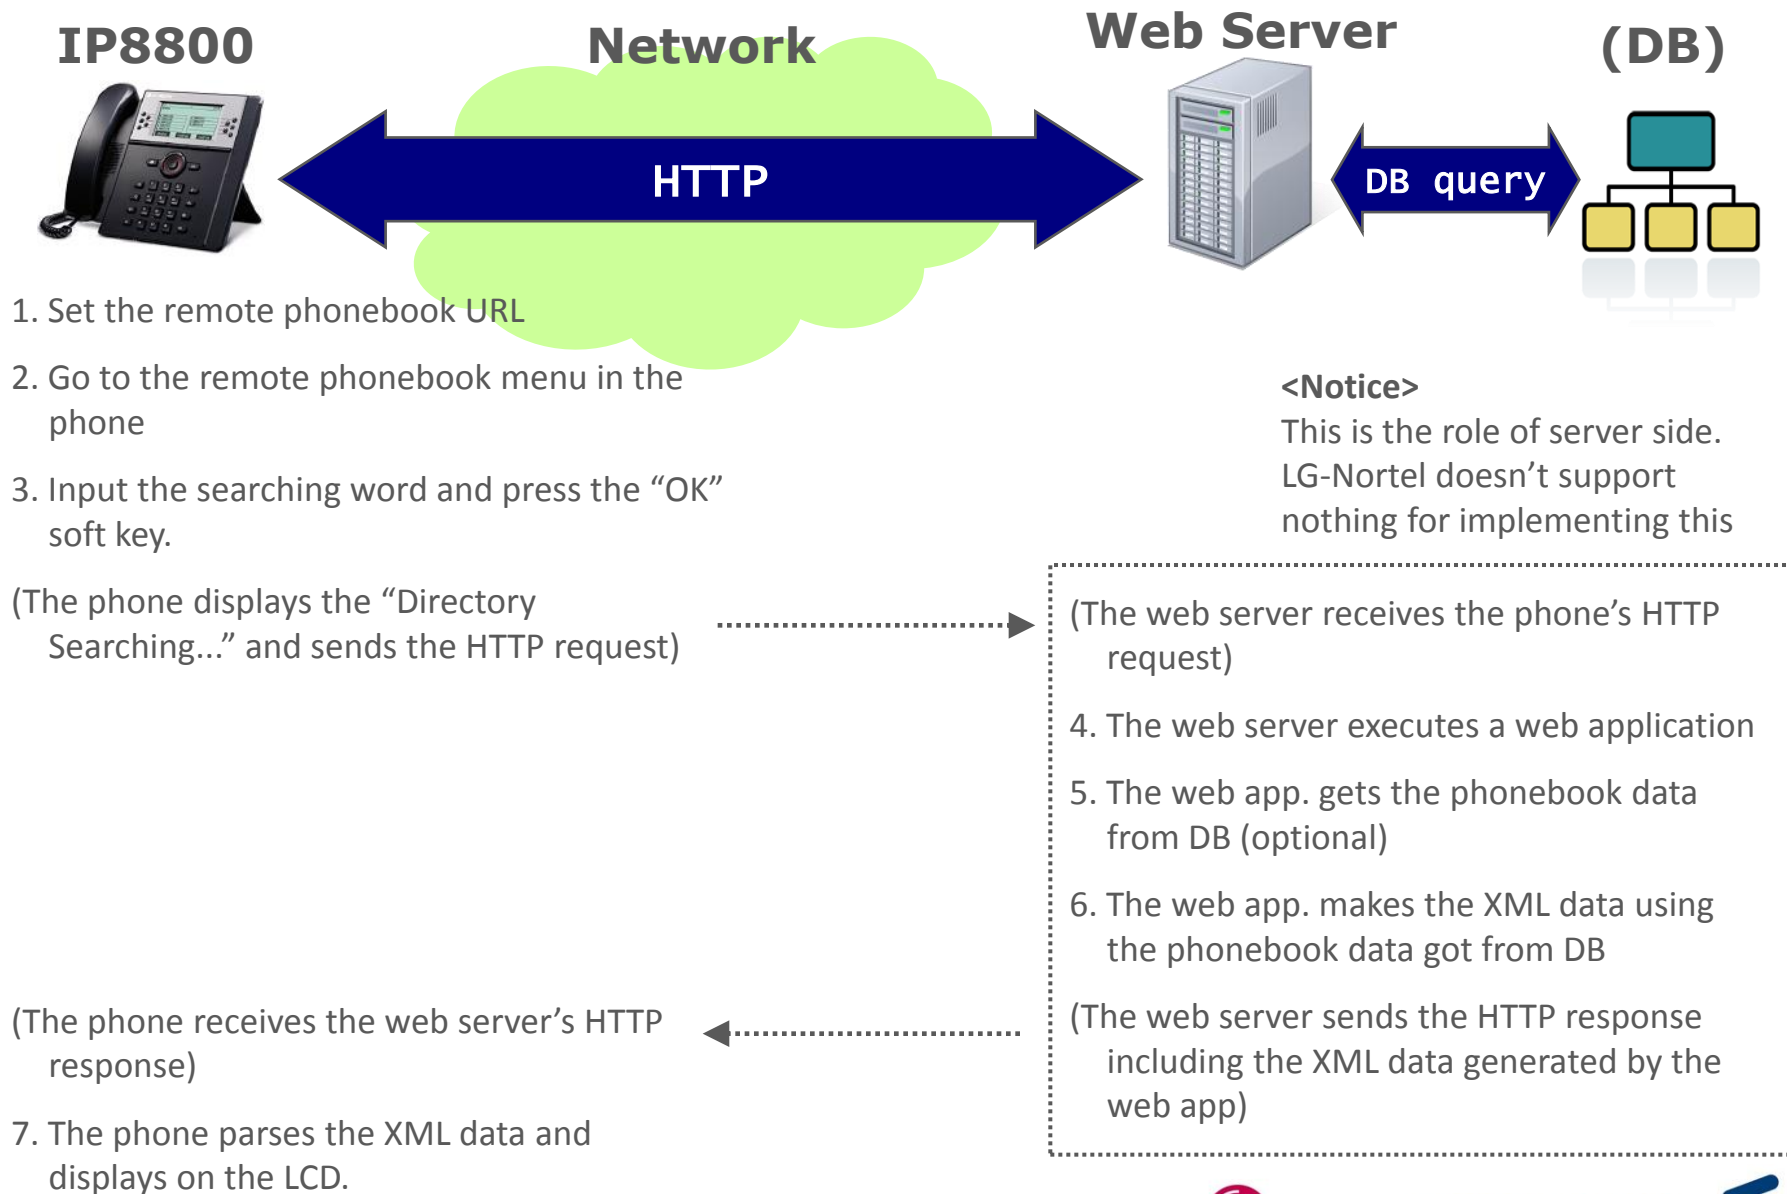 IP8800
Network
Web Server
(DB)
HTTP
DB query
1. Set the remote phonebook URL
2. Go to the remote phonebook menu in the
phone
3. Input the searching word and press the “OK”
soft key.
(The phone displays the “Directory
Searching...” and sends the HTTP request)
<Notice>
This is the role of server side.
LG-Nortel doesn’t support
nothing for implementing this
(The web server receives the phone’s HTTP
request)
4. The web server executes a web application
5. The web app. gets the phonebook data
from DB (optional)
6. The web app. makes the XML data using
the phonebook data got from DB
(The web server sends the HTTP response
including the XML data generated by the
web app)
(The phone receives the web server’s HTTP
response)
7. The phone parses the XML data and
displays on the LCD.